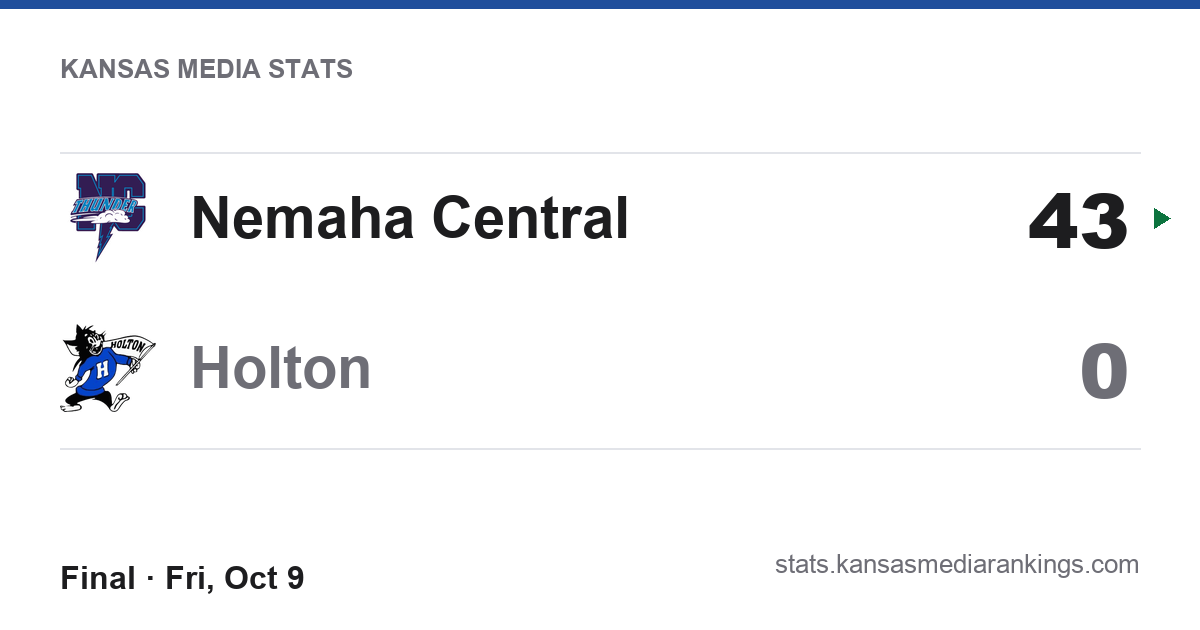 KANSAS MEDIA STATS
NC
THUNDER
Nemaha Central
43
HOLTON
H
Holton
0
Final · Fri, Oct 9
stats.kansasmediarankings.com